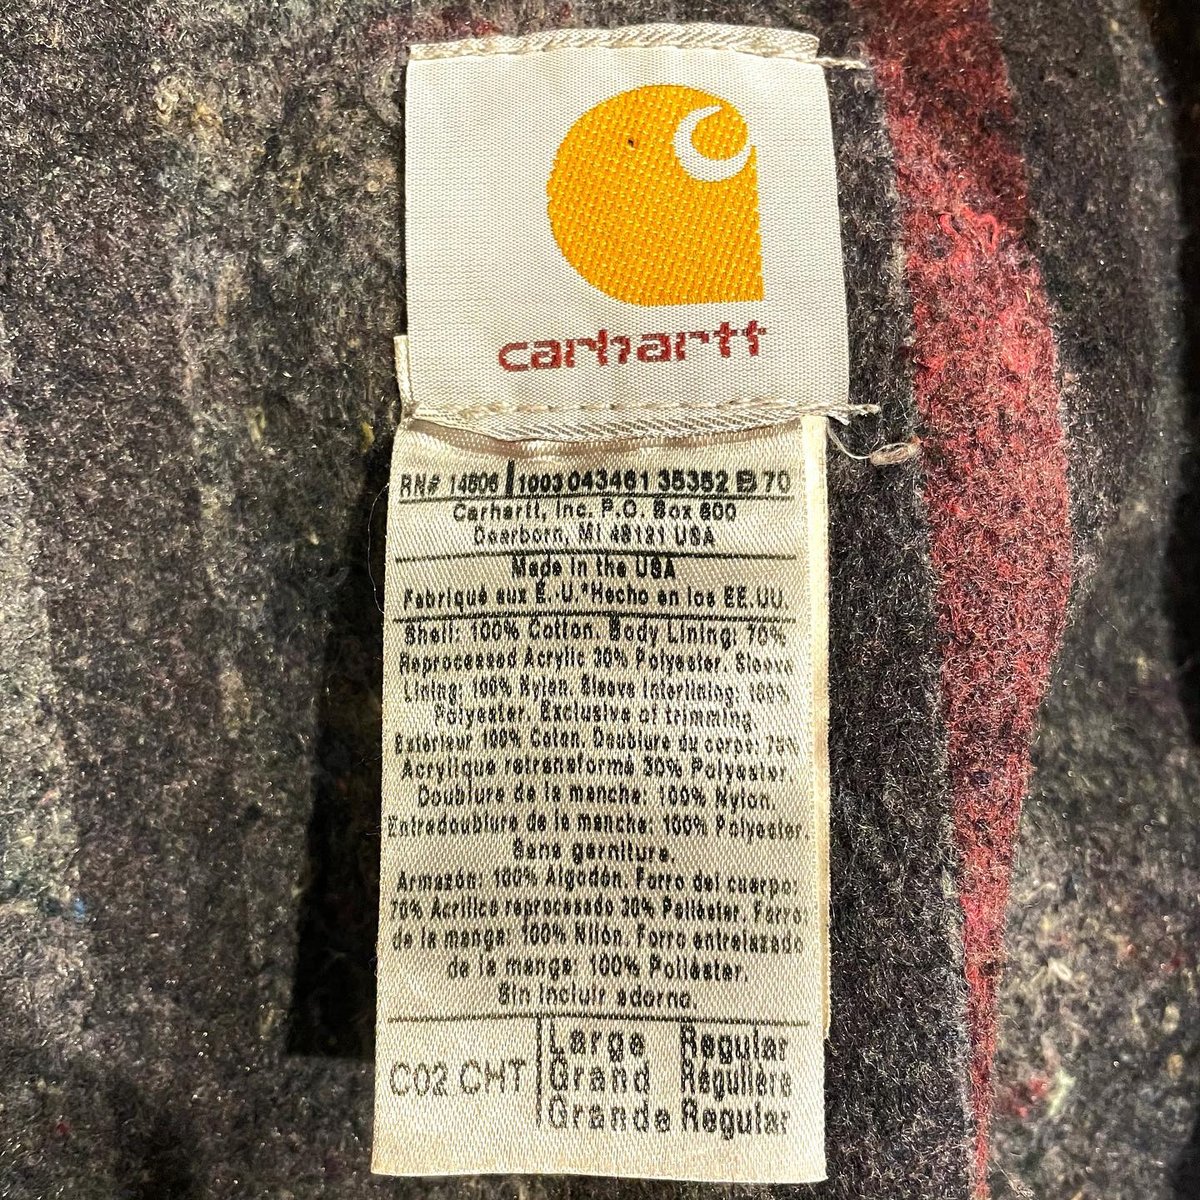 carhartt
RN# 14806 1003 043461 35352 B 70
Carhartt, Inc. P.O. Box 600
Dearborn, MI 48121 USA
Made in the USA
Fabriqué aux É.-U.*Hecho en los EE.UU.
Shell: 100% Cotton. Body Lining: 70%
Reprocessed Acrylic 30% Polyester. Sleeve
Lining: 100% Nylon. Sleeve Interlining: 100%
Polyester. Exclusive of trimming
Extérieur 100% Coton. Doublure du corps: 70%
Acrylique retransformé 30% Polyester.
Doublure de la manche: 100% Nylon.
Entredoublure de la manche: 100% Polyester.
Sans garniture.
Armazón: 100% Algodón. Forro del cuerpo:
70% Acrílico reprocesado 30% Poliéster. Forro
de la manga: 100% Nilón. Forro entrelazado
de la manga: 100% Poliéster.
Sin incluir adorno.
C02 CHT
Large Regular
Grand Régulière
Grande Regular